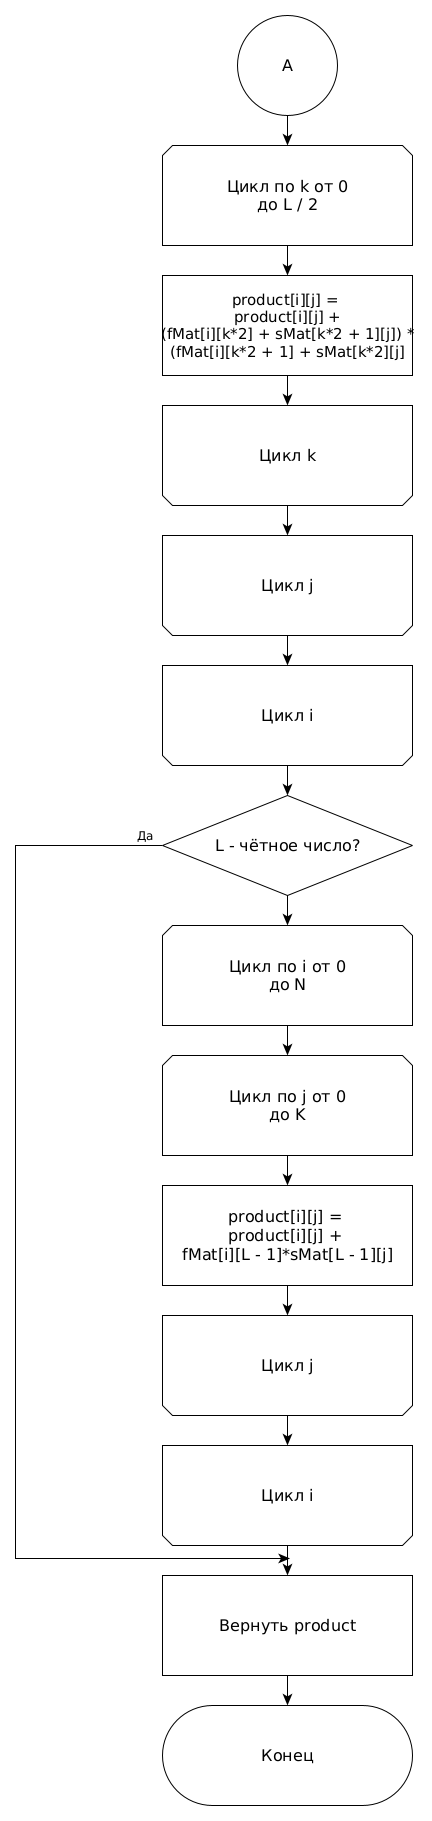 A
Цикл по k от 0
до L / 2
product[i][j] =
product[i][j] +
(fMat[i][k*2] + sMat[k*2 + 1][j]) *
(fMat[i][k*2 + 1] + sMat[k*2][j]
Цикл k
Цикл j
Цикл i
Да
L - чётное число?
Цикл по i от 0
до N
Цикл по j от 0
до K
product[i][j] =
product[i][j] +
fMat[i][L - 1]*sMat[L - 1][j]
Цикл j
Цикл i
Вернуть product
Конец